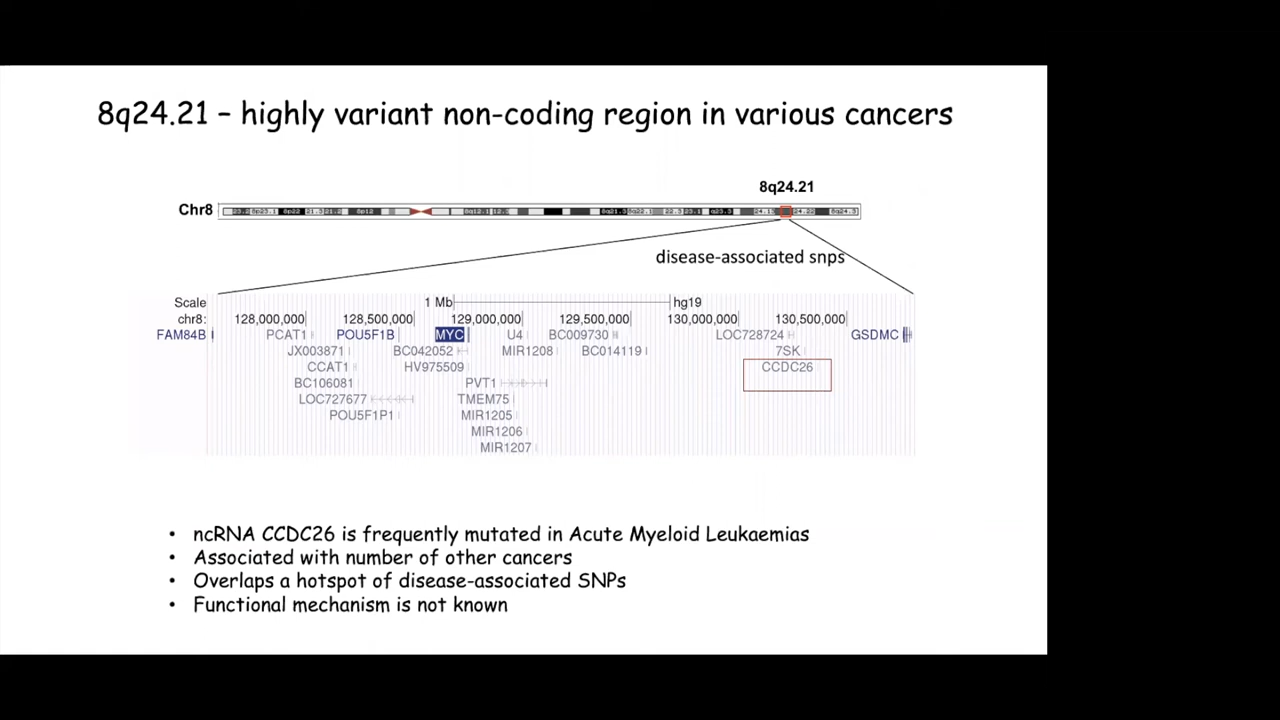 8q24.21 – highly variant non-coding region in various cancers
8q24.21
Chr8
disease-associated snps
Scale 1 Mb hg19
chr8: 128,000,000 128,500,000 129,000,000 129,500,000 130,000,000 130,500,000
FAM84B PCAT1 POU5F1B MYC U4 BC009730 LOC728724 GSDMC
JX003871 BC042052 MIR1208 BC014119 7SK
CCAT1 HV975509 CCDC26
BC106081 PVT1
LOC727677 TMEM75
POU5F1P1 MIR1205
MIR1206
MIR1207
• ncRNA CCDC26 is frequently mutated in Acute Myeloid Leukaemias
• Associated with number of other cancers
• Overlaps a hotspot of disease-associated SNPs
• Functional mechanism is not known